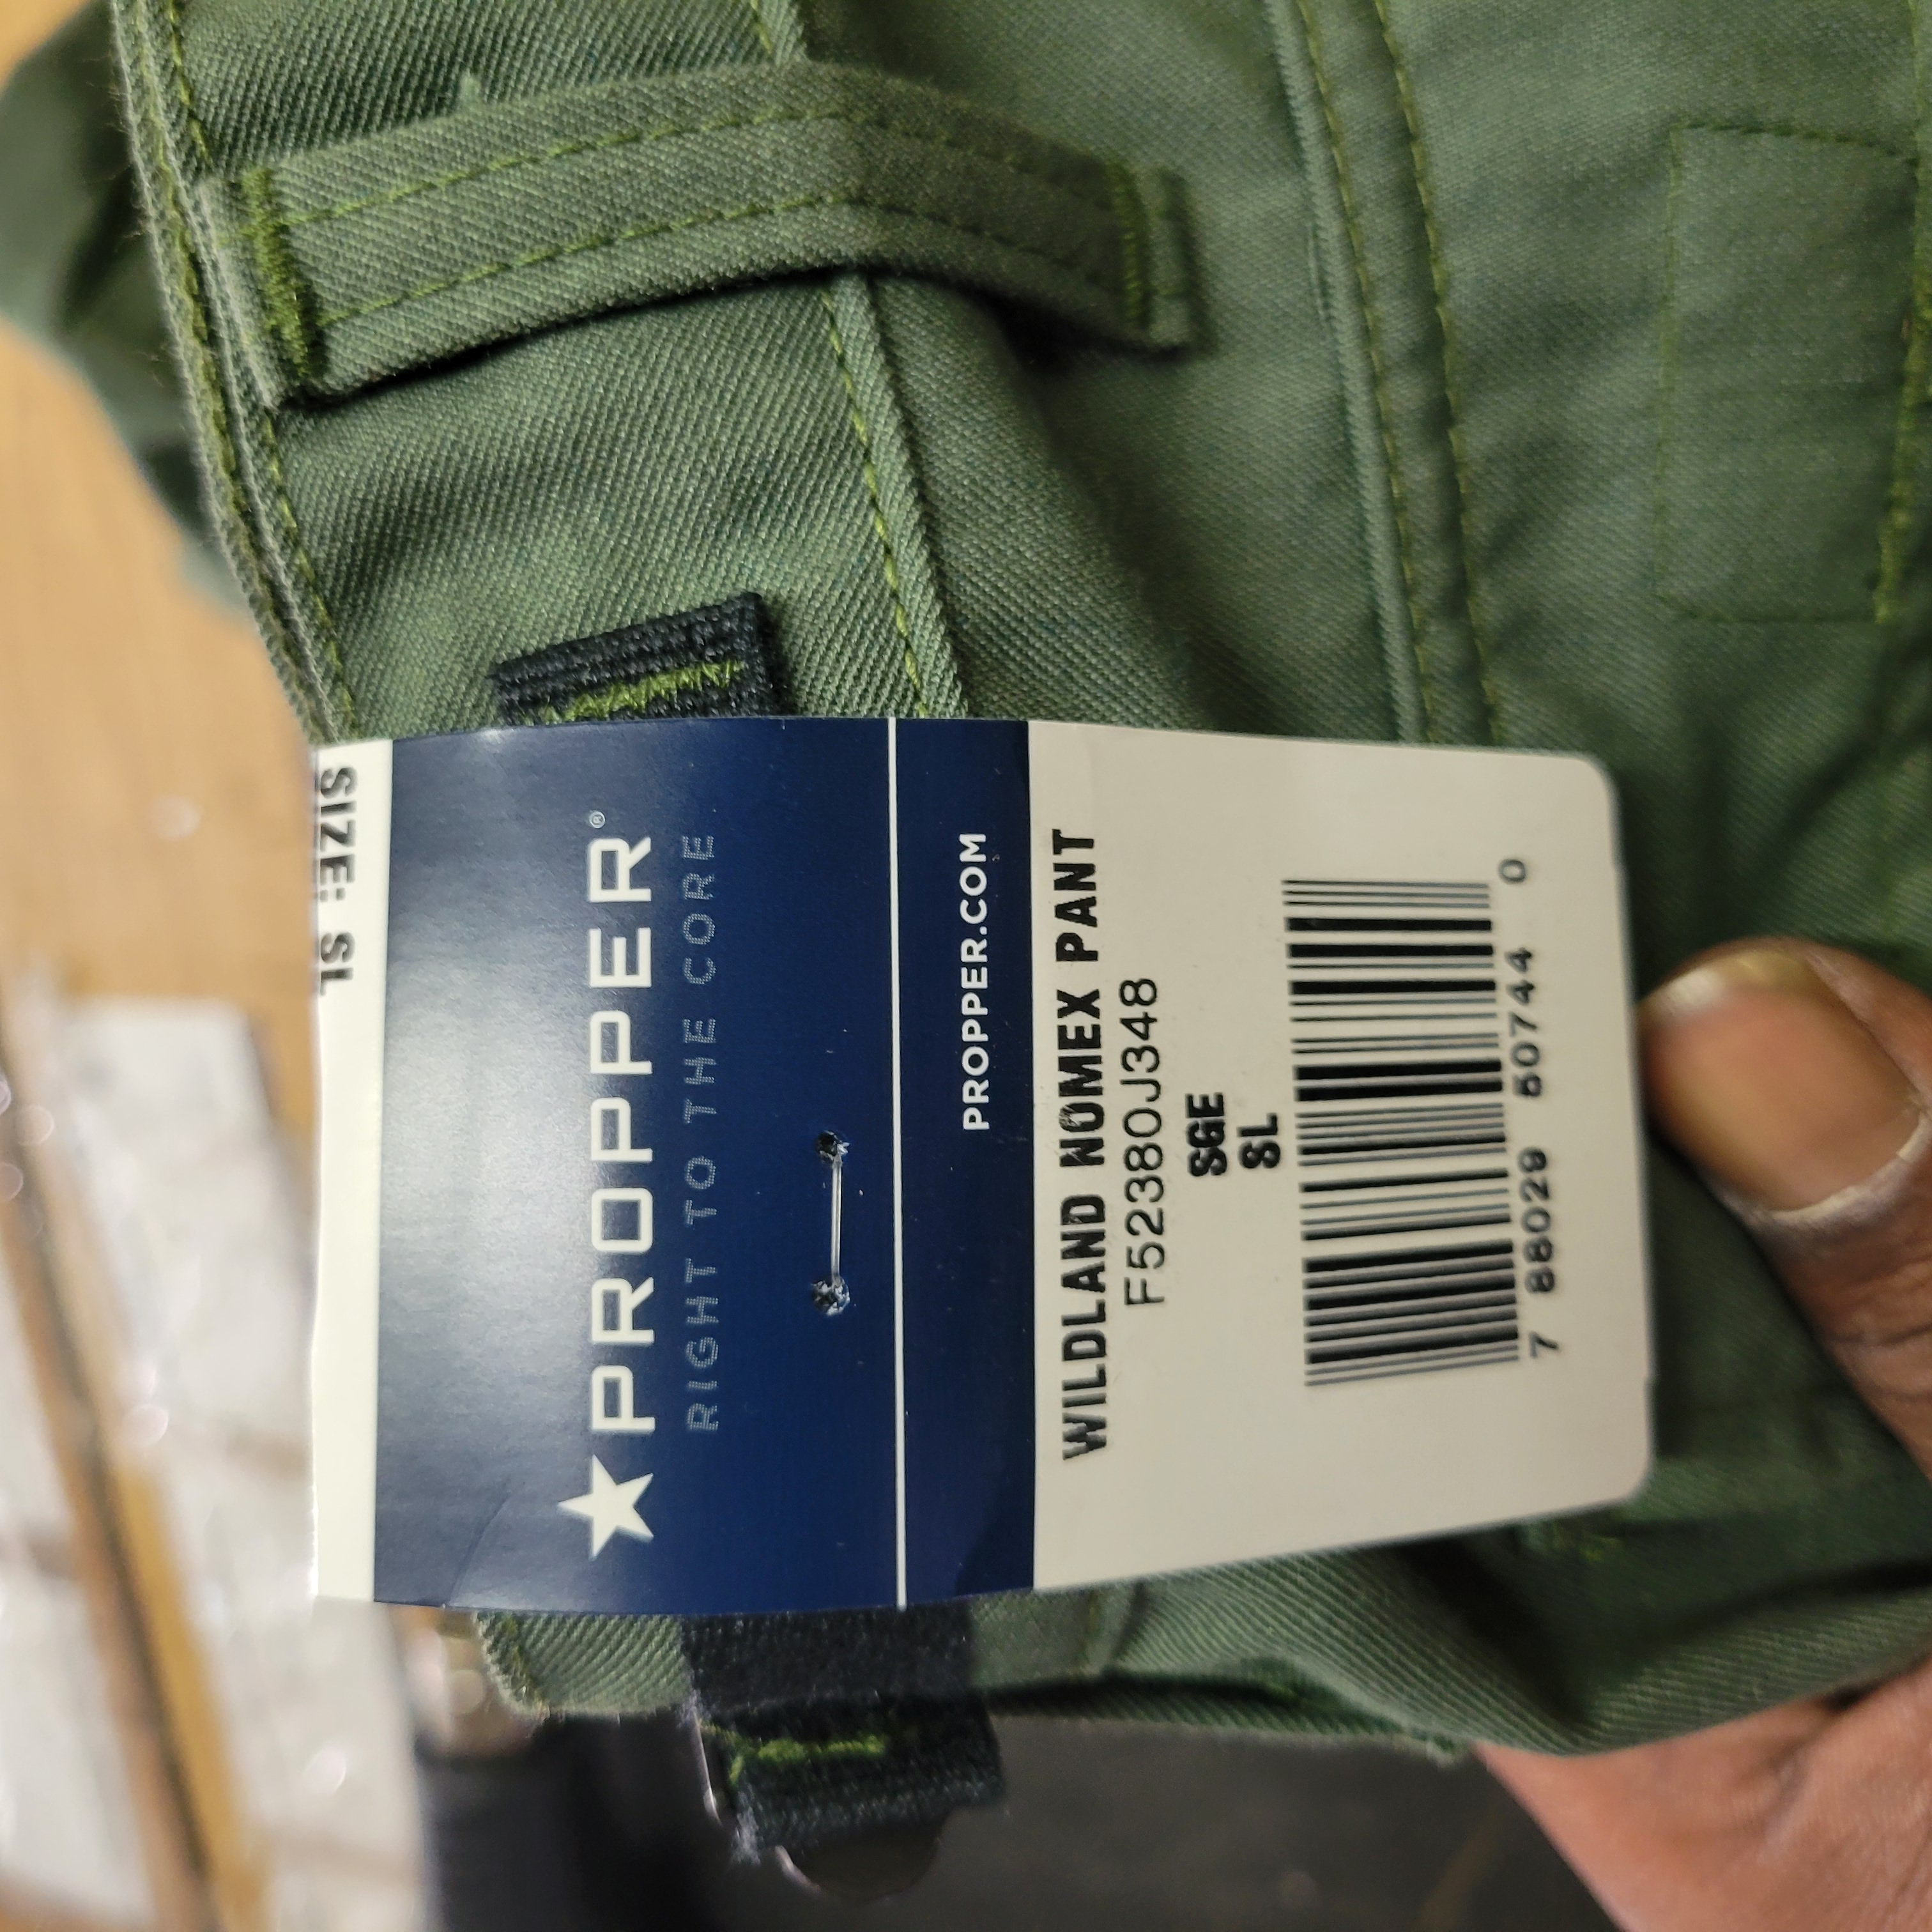 SIZE: SL
PROPPER®
RIGHT TO THE CORE
PROPPER.COM
WILDLAND NOMEX PANT
F52380J348
SGE
SL
7 88029 50744 0